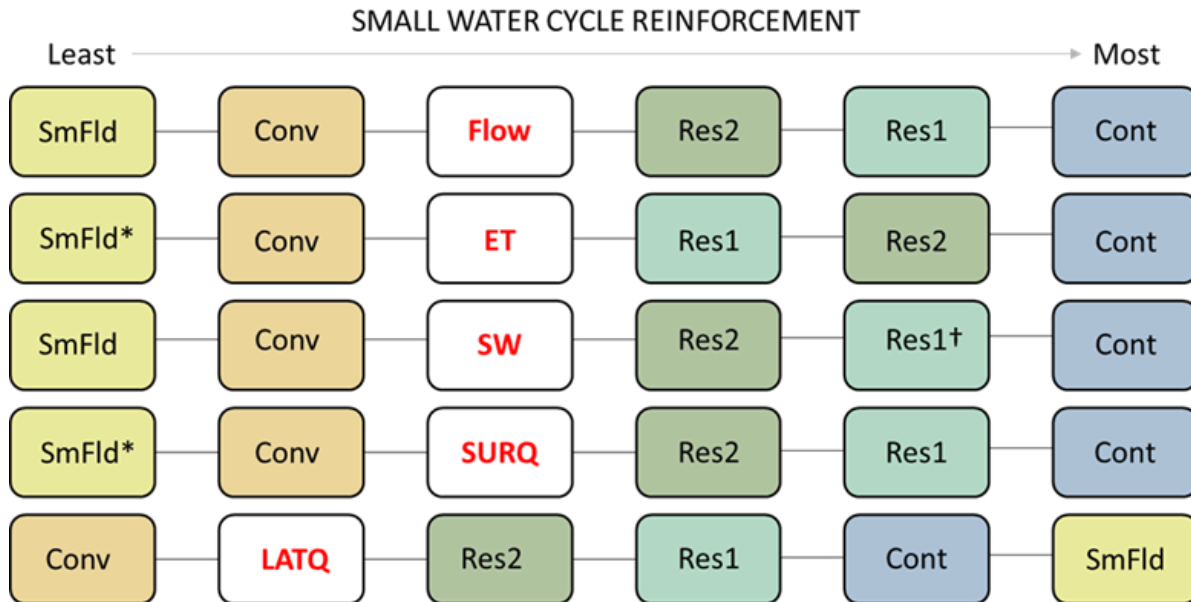 SMALL WATER CYCLE REINFORCEMENT
Least Most
SmFld Conv Flow Res2 Res1 Cont
SmFld* Conv ET Res1 Res2 Cont
SmFld Conv SW Res2 Res1† Cont
SmFld* Conv SURQ Res2 Res1 Cont
Conv LATQ Res2 Res1 Cont SmFld